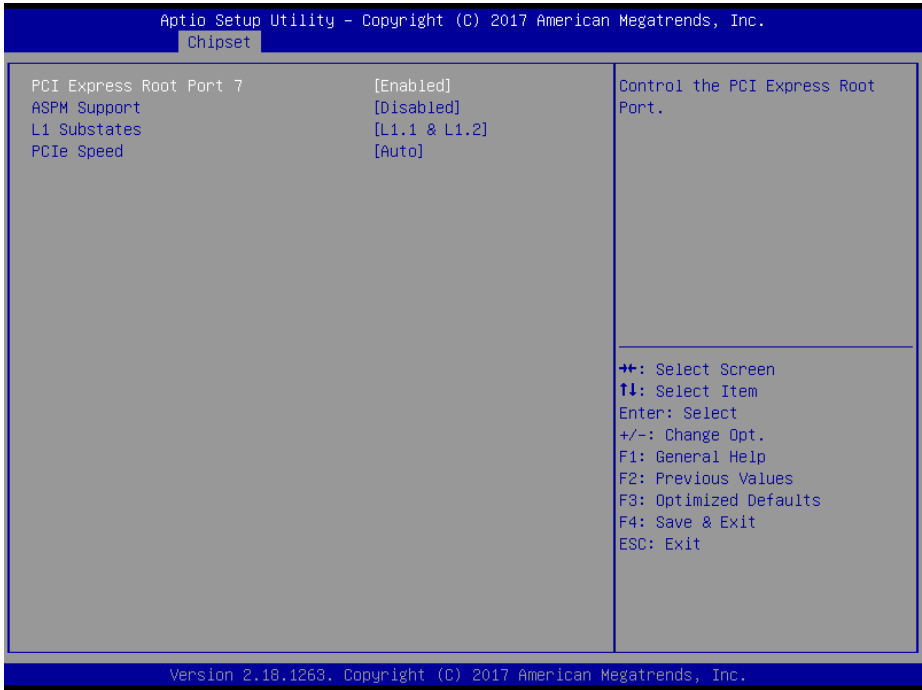 Aptio Setup Utility – Copyright (C) 2017 American Megatrends, Inc.
Chipset
PCI Express Root Port 7 [Enabled]
ASPM Support [Disabled]
L1 Substates [L1.1 & L1.2]
PCIe Speed [Auto]
Control the PCI Express Root
Port.
→←: Select Screen
↑↓: Select Item
Enter: Select
+/-: Change Opt.
F1: General Help
F2: Previous Values
F3: Optimized Defaults
F4: Save & Exit
ESC: Exit
Version 2.18.1263. Copyright (C) 2017 American Megatrends, Inc.